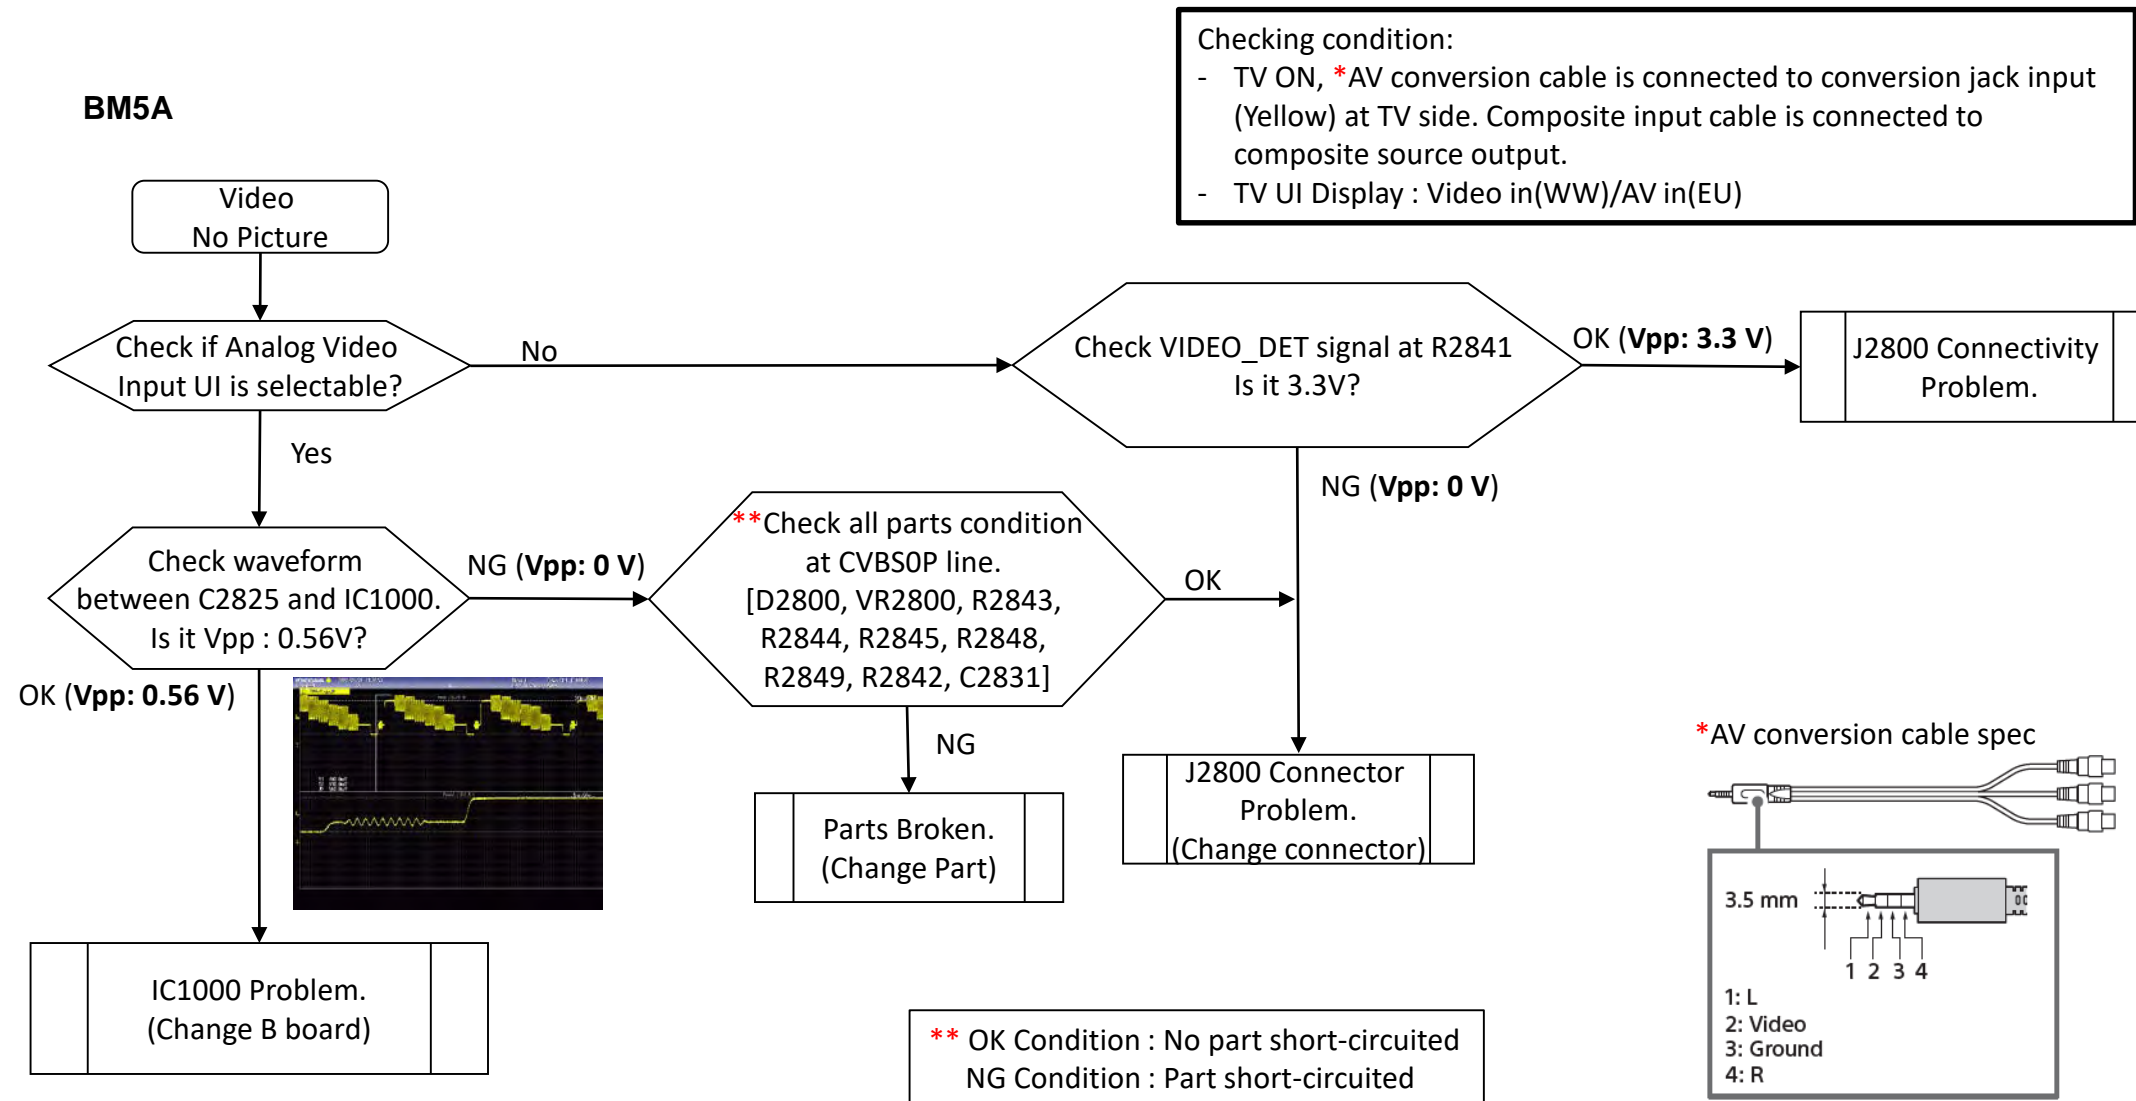 Checking condition:
- TV ON, *AV conversion cable is connected to conversion jack input
(Yellow) at TV side. Composite input cable is connected to
composite source output.
- TV UI Display : Video in(WW)/AV in(EU)
BM5A
Video
No Picture
Check if Analog Video
Input UI is selectable?
No
Check VIDEO_DET signal at R2841
Is it 3.3V?
OK (Vpp: 3.3 V)
J2800 Connectivity
Problem.
Yes
NG (Vpp: 0 V)
Check waveform
between C2825 and IC1000.
Is it Vpp : 0.56V?
NG (Vpp: 0 V)
**Check all parts condition
at CVBS0P line.
[D2800, VR2800, R2843,
R2844, R2845, R2848,
R2849, R2842, C2831]
OK
OK (Vpp: 0.56 V)
NG
J2800 Connector
Problem.
(Change connector)
Parts Broken.
(Change Part)
IC1000 Problem.
(Change B board)
** OK Condition : No part short-circuited
NG Condition : Part short-circuited
*AV conversion cable spec
3.5 mm
1 2 3 4
1: L
2: Video
3: Ground
4: R